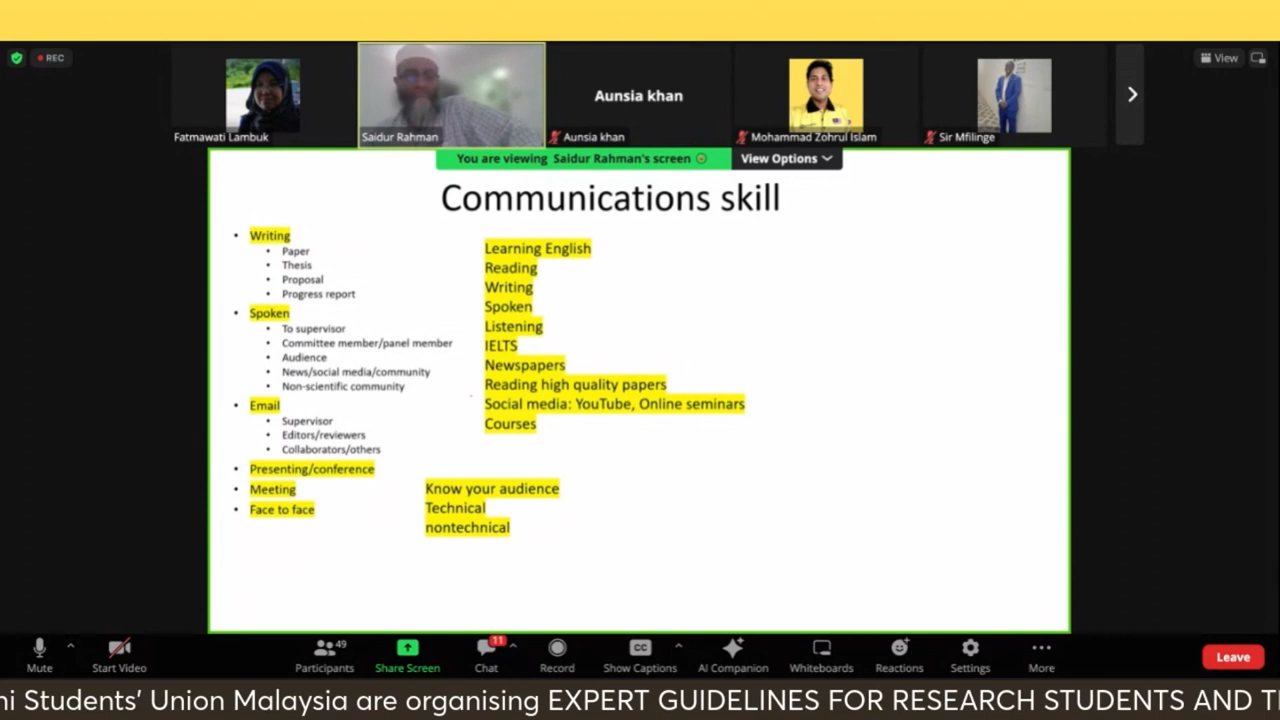 REC
View
Aunsia khan
Fatmawati Lambuk
Saidur Rahman
Aunsia khan
Mohammad Zohrul Islam
Sir Mfilinge
You are viewing Saidur Rahman's screen
View Options
Communications skill
• Writing
• Paper
• Thesis
• Proposal
• Progress report
• Spoken
• To supervisor
• Committee member/panel member
• Audience
• News/social media/community
• Non-scientific community
• Email
• Supervisor
• Editors/reviewers
• Collaborators/others
• Presenting/conference
• Meeting
• Face to face
Learning English
Reading
Writing
Spoken
Listening
IELTS
Newspapers
Reading high quality papers
Social media: YouTube, Online seminars
Courses
Know your audience
Technical
nontechnical
Mute
Start Video
49
Participants
Share Screen
11
Chat
Record
CC
Show Captions
AI Companion
Whiteboards
Reactions
Settings
More
Leave
Students' Union Malaysia are organising EXPERT GUIDELINES FOR RESEARCH STUDENTS AND